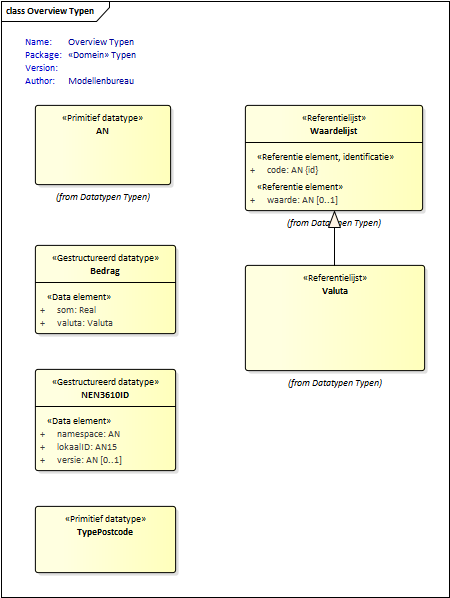 class Overview Typen
Name: Overview Typen
Package: «Domein» Typen
Version:
Author: Modellenbureau
«Primitief datatype»
AN
(from Datatypen Typen)
«Referentielijst»
Waardelijst
«Referentie element, identificatie»
+ code: AN {id}
«Referentie element»
+ waarde: AN [0..1]
(from Datatypen Typen)
«Gestructureerd datatype»
Bedrag
«Data element»
+ som: Real
+ valuta: Valuta
«Referentielijst»
Valuta
(from Datatypen Typen)
«Gestructureerd datatype»
NEN3610ID
«Data element»
+ namespace: AN
+ lokaalID: AN15
+ versie: AN [0..1]
«Primitief datatype»
TypePostcode